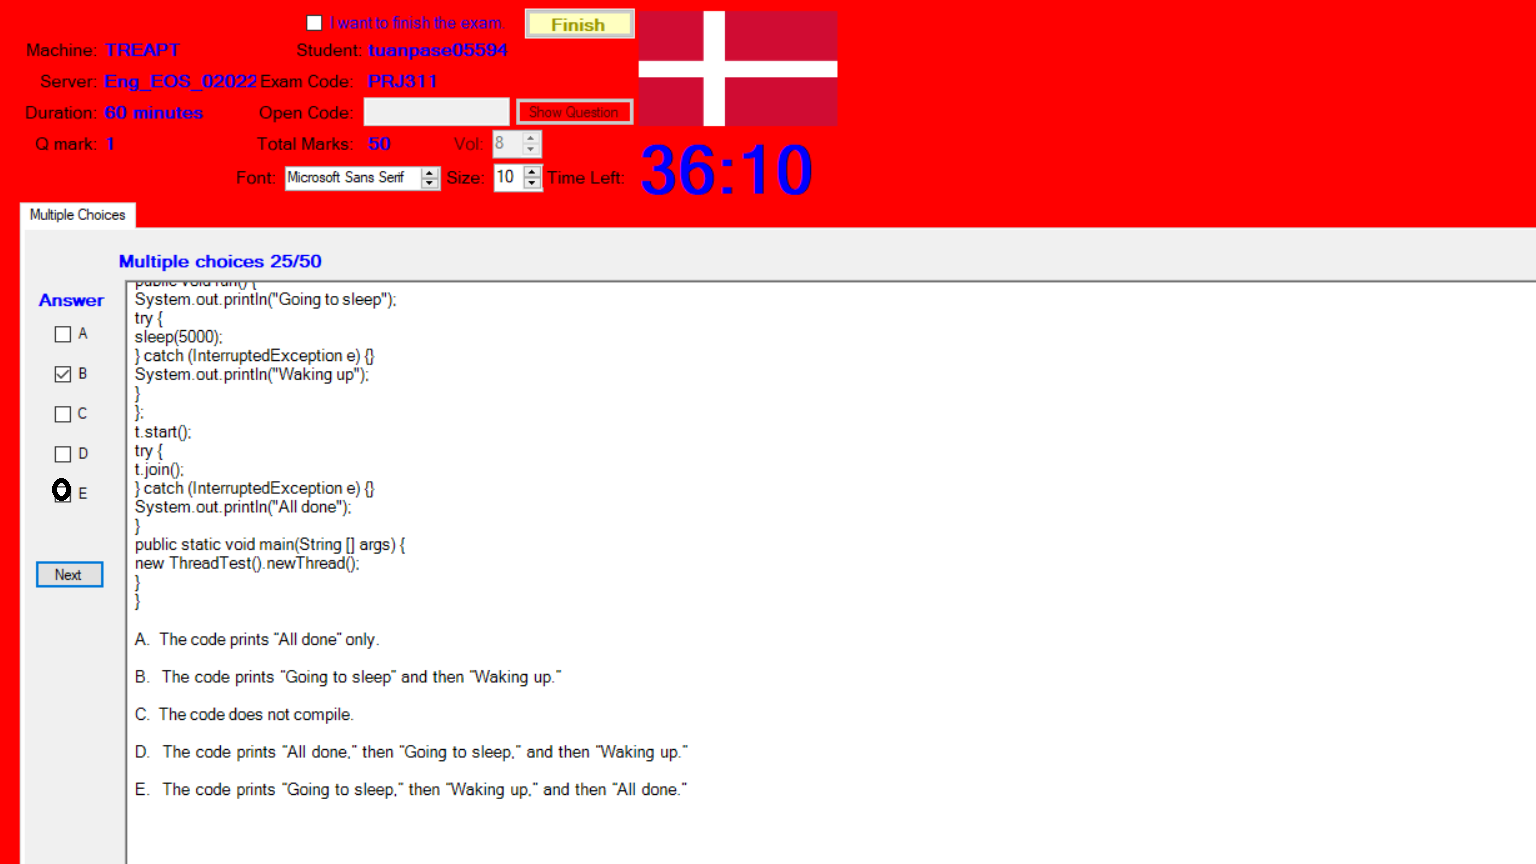 I want to finish the exam.
Finish
Machine: TREAPT
Student: tuanpase05594
Server: Eng_EOS_02022
Exam Code: PRJ311
Duration: 60 minutes
Open Code:
Show Question
Q mark: 1
Total Marks: 50
Vol: 8
36:10
Font: Microsoft Sans Serif
Size: 10
Time Left:
Multiple Choices
Multiple choices 25/50
Answer
A
B
C
D
E
Next
public void run() {
System.out.println("Going to sleep");
try {
sleep(5000);
} catch (InterruptedException e) {}
System.out.println("Waking up");
}
};
t.start();
try {
t.join();
} catch (InterruptedException e) {}
System.out.println("All done");
}
public static void main(String [] args) {
new ThreadTest().newThread();
}
}
A. The code prints “All done” only.
B. The code prints “Going to sleep” and then “Waking up.”
C. The code does not compile.
D. The code prints “All done,” then “Going to sleep,” and then “Waking up.”
E. The code prints “Going to sleep,” then “Waking up,” and then “All done.”